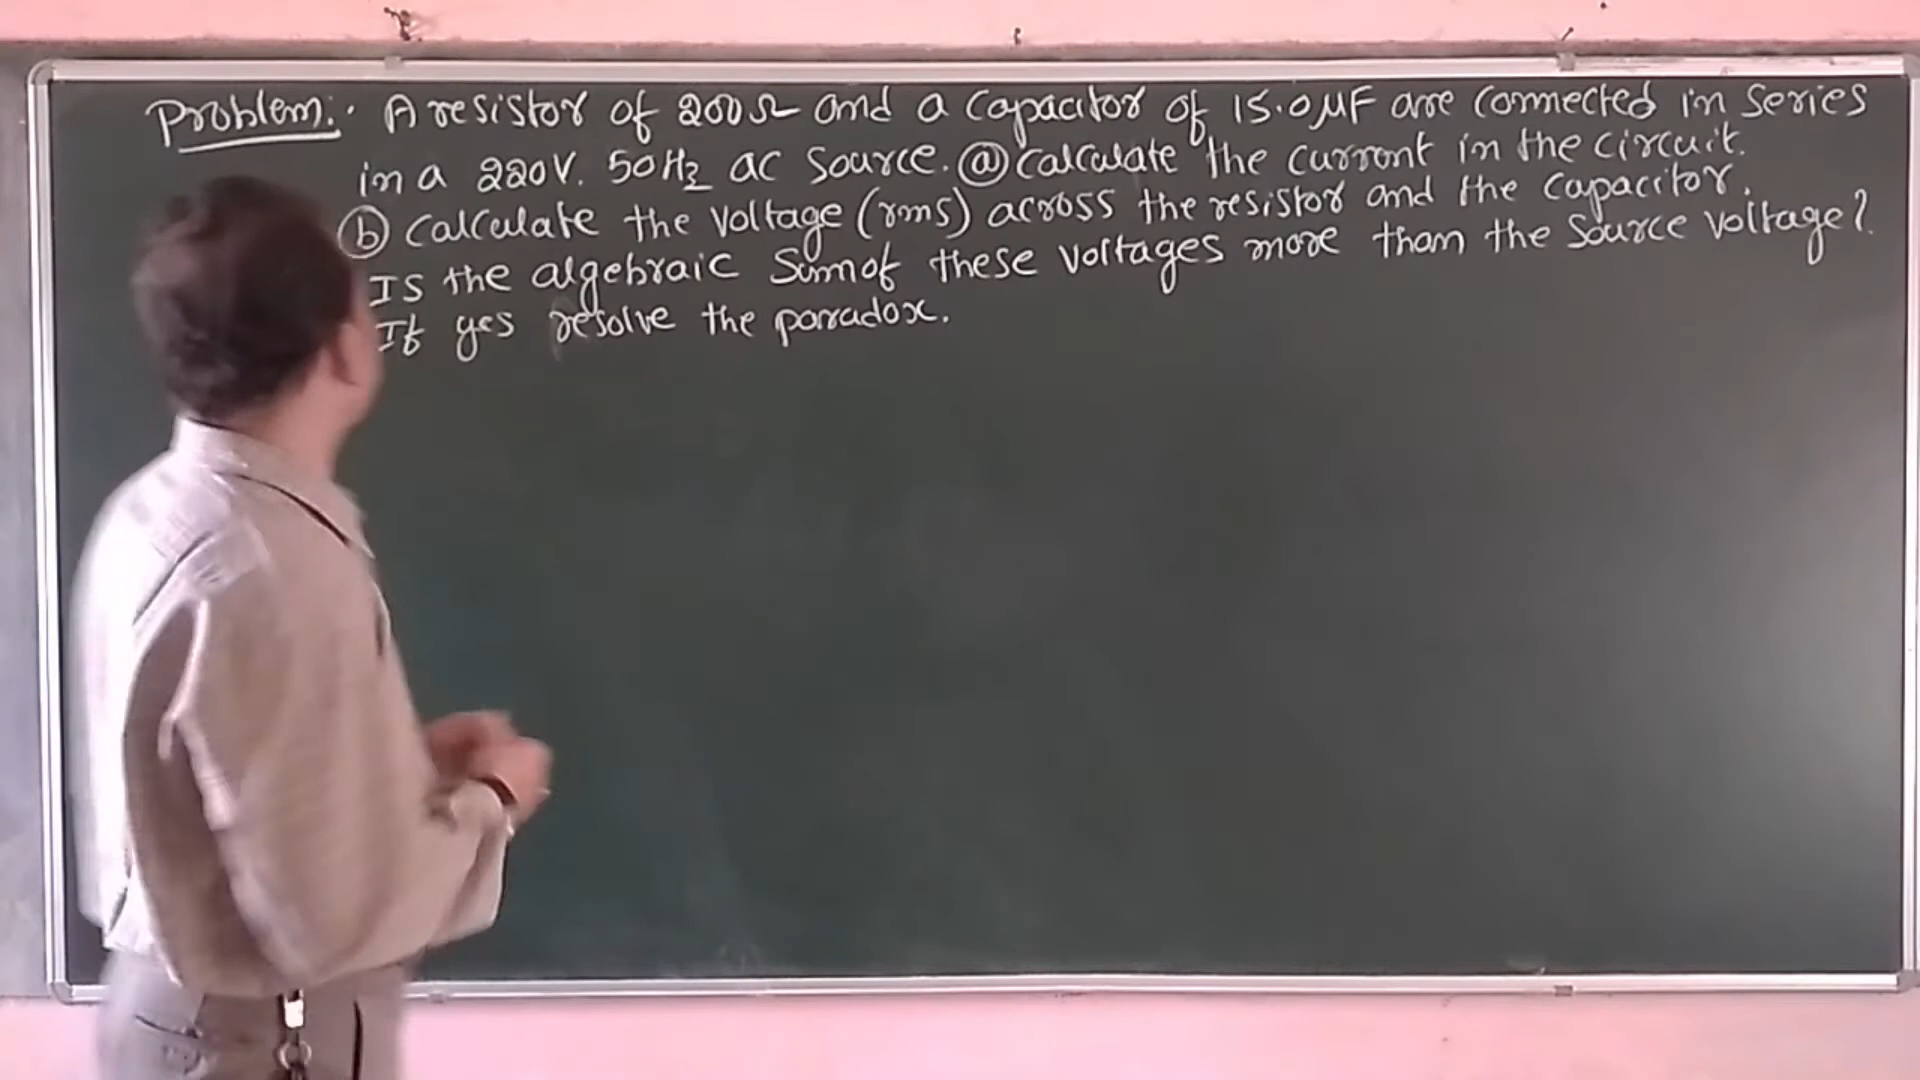 Problem:- A resistor of 200Ω and a Capacitor of 15.0 μF are connected in series
in a 220V. 50Hz ac Source. ⓐ Calculate the current in the circuit.
ⓑ Calculate the voltage (rms) across the resistor and the capacitor.
Is the algebraic Sum of these voltages more than the Source voltage?
If yes resolve the paradox.